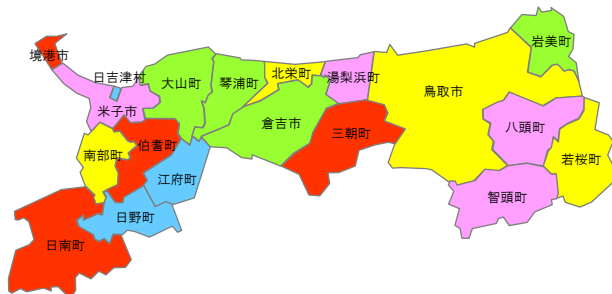 岩美町
境港市
北栄町
日吉津村
大山町
琴浦町
湯梨浜町
鳥取市
米子市
倉吉市
八頭町
三朝町
伯耆町
南部町
若桜町
江府町
智頭町
日野町
日南町